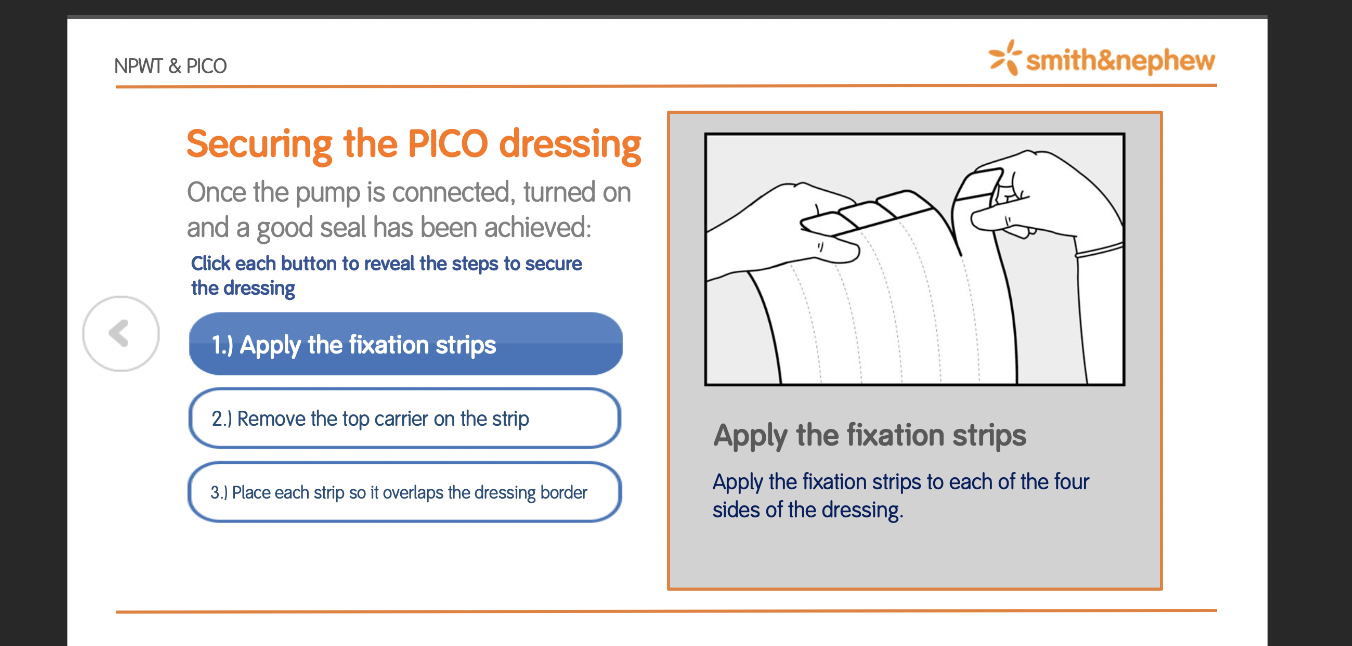 NPWT & PICO
smith&nephew
Securing the PICO dressing
Once the pump is connected, turned on
and a good seal has been achieved:
Click each button to reveal the steps to secure
the dressing
1.) Apply the fixation strips
2.) Remove the top carrier on the strip
3.) Place each strip so it overlaps the dressing border
Apply the fixation strips
Apply the fixation strips to each of the four
sides of the dressing.